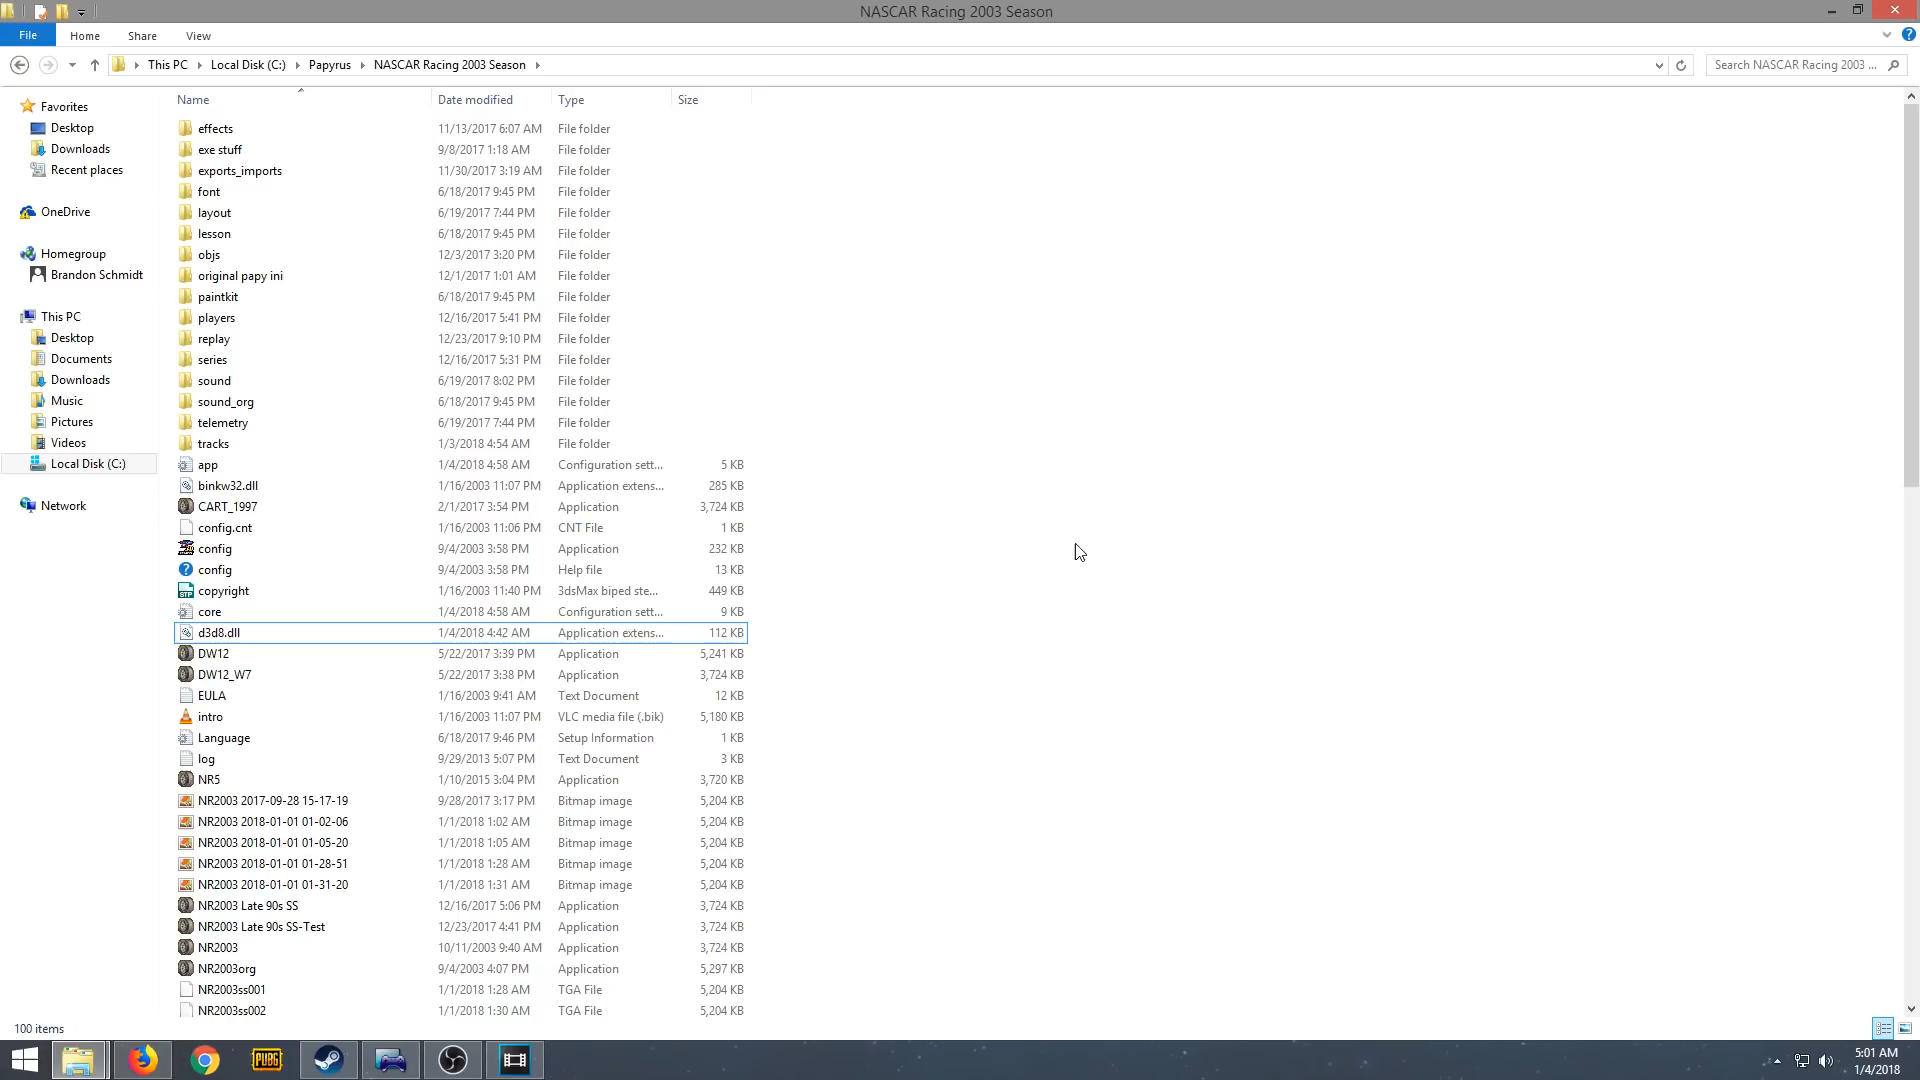 NASCAR Racing 2003 Season
File Home Share View
This PC Local Disk (C:) Papyrus NASCAR Racing 2003 Season Search NASCAR Racing 2003 ...
Name Date modified Type Size
Favorites
Desktop
Downloads
Recent places
OneDrive
Homegroup
Brandon Schmidt
This PC
Desktop
Documents
Downloads
Music
Pictures
Videos
Local Disk (C:)
Network
effects 11/13/2017 6:07 AM File folder
exe stuff 9/8/2017 1:18 AM File folder
exports_imports 11/30/2017 3:19 AM File folder
font 6/18/2017 9:45 PM File folder
layout 6/19/2017 7:44 PM File folder
lesson 6/18/2017 9:45 PM File folder
objs 12/3/2017 3:20 PM File folder
original papy ini 12/1/2017 1:01 AM File folder
paintkit 6/18/2017 9:45 PM File folder
players 12/16/2017 5:41 PM File folder
replay 12/23/2017 9:10 PM File folder
series 12/16/2017 5:31 PM File folder
sound 6/19/2017 8:02 PM File folder
sound_org 6/18/2017 9:45 PM File folder
telemetry 6/19/2017 7:44 PM File folder
tracks 1/3/2018 4:54 AM File folder
app 1/4/2018 4:58 AM Configuration sett... 5 KB
binkw32.dll 1/16/2003 11:07 PM Application extens... 285 KB
CART_1997 2/1/2017 3:54 PM Application 3,724 KB
config.cnt 1/16/2003 11:06 PM CNT File 1 KB
config 9/4/2003 3:58 PM Application 232 KB
config 9/4/2003 3:58 PM Help file 13 KB
copyright 1/16/2003 11:40 PM 3dsMax biped ste... 449 KB
core 1/4/2018 4:58 AM Configuration sett... 9 KB
d3d8.dll 1/4/2018 4:42 AM Application extens... 112 KB
DW12 5/22/2017 3:39 PM Application 5,241 KB
DW12_W7 5/22/2017 3:38 PM Application 3,724 KB
EULA 1/16/2003 9:41 AM Text Document 12 KB
intro 1/16/2003 11:07 PM VLC media file (.bik) 5,180 KB
Language 6/18/2017 9:46 PM Setup Information 1 KB
log 9/29/2013 5:07 PM Text Document 3 KB
NR5 1/10/2015 3:04 PM Application 3,720 KB
NR2003 2017-09-28 15-17-19 9/28/2017 3:17 PM Bitmap image 5,204 KB
NR2003 2018-01-01 01-02-06 1/1/2018 1:02 AM Bitmap image 5,204 KB
NR2003 2018-01-01 01-05-20 1/1/2018 1:05 AM Bitmap image 5,204 KB
NR2003 2018-01-01 01-28-51 1/1/2018 1:28 AM Bitmap image 5,204 KB
NR2003 2018-01-01 01-31-20 1/1/2018 1:31 AM Bitmap image 5,204 KB
NR2003 Late 90s SS 12/16/2017 5:06 PM Application 3,724 KB
NR2003 Late 90s SS-Test 12/23/2017 4:41 PM Application 3,724 KB
NR2003 10/11/2003 9:40 AM Application 3,724 KB
NR2003org 9/4/2003 4:07 PM Application 5,297 KB
NR2003ss001 1/1/2018 1:28 AM TGA File 5,204 KB
NR2003ss002 1/1/2018 1:30 AM TGA File 5,204 KB
100 items
PUBG
5:01 AM
1/4/2018